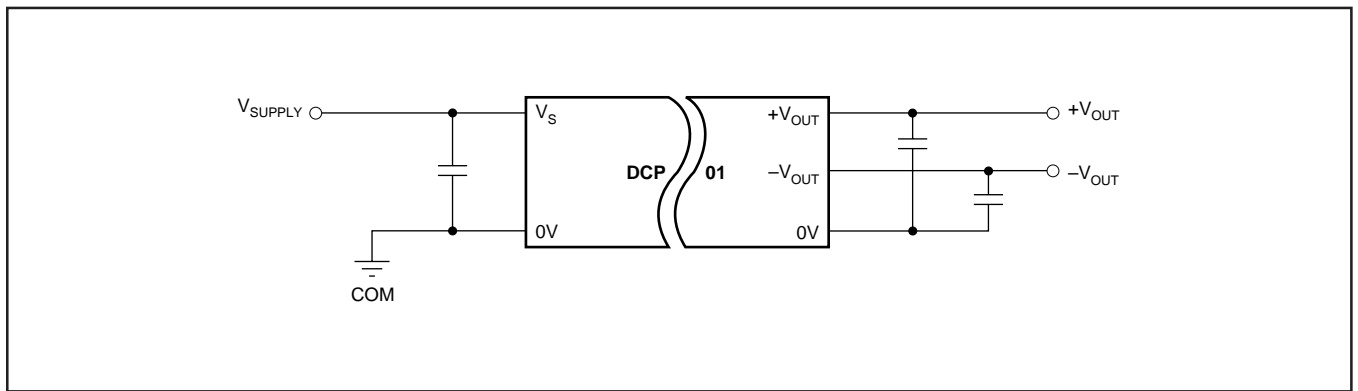 V_SUPPLY
V_S
+V_OUT
+V_OUT
DCP
01
–V_OUT
–V_OUT
0V
0V
COM